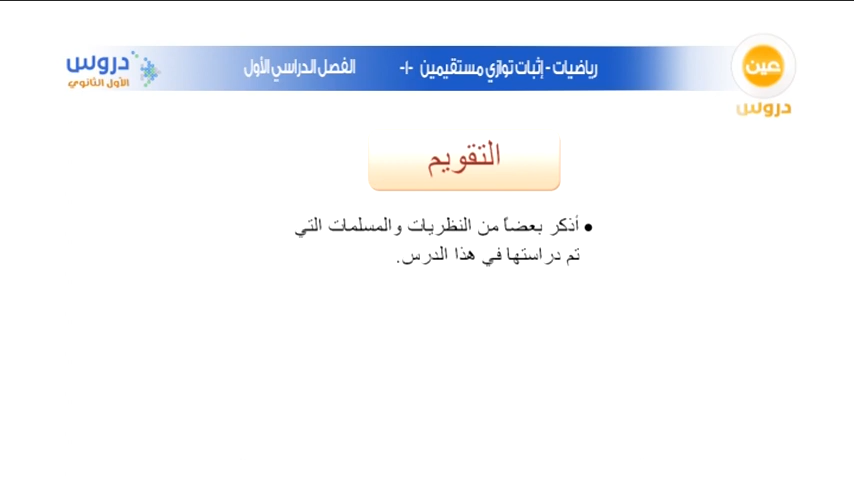 عين
دروس
رياضيات - إثبات توازي مستقيمين -١-
الفصل الدراسي الأول
دروس
الأول الثانوي
التقويم
• أذكر بعضاً من النظريات والمسلمات التي
تم دراستها في هذا الدرس.